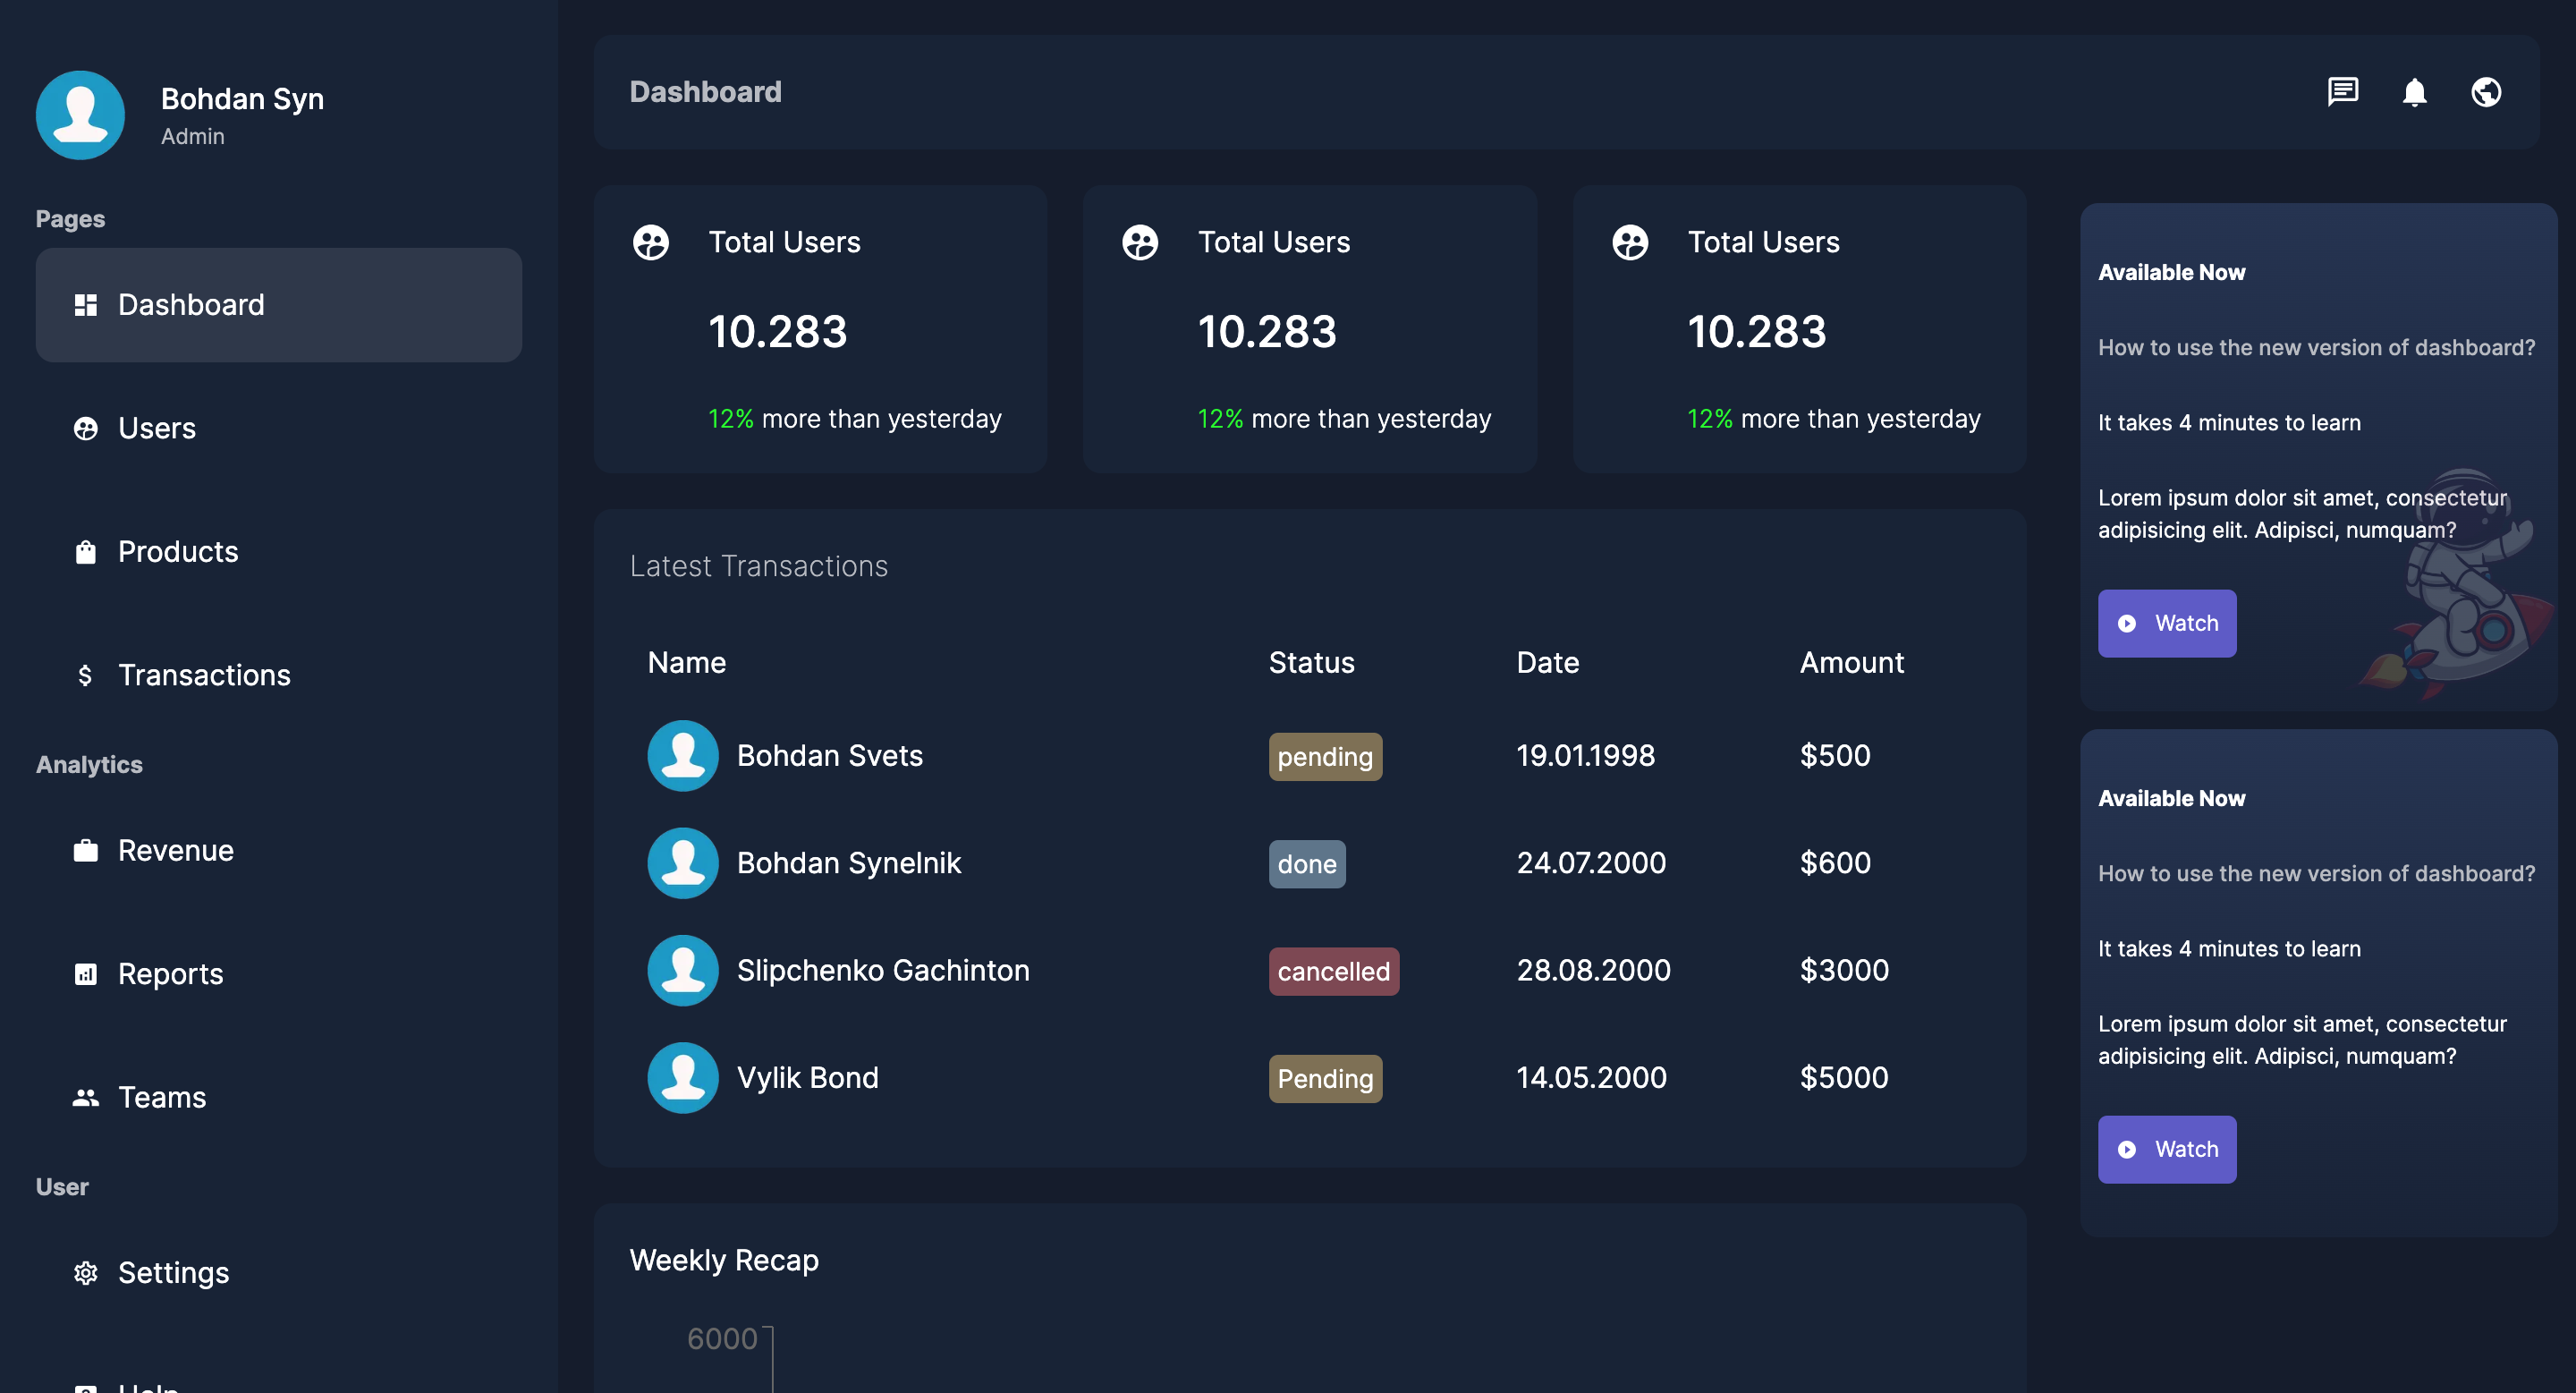 Bohdan Syn
Admin
Pages
Dashboard
Users
Products
Transactions
Analytics
Revenue
Reports
Teams
User
Settings
Help
Dashboard
Total Users
10.283
12% more than yesterday
Total Users
10.283
12% more than yesterday
Total Users
10.283
12% more than yesterday
Latest Transactions
Name Status Date Amount
Bohdan Svets pending 19.01.1998 $500
Bohdan Synelnik done 24.07.2000 $600
Slipchenko Gachinton cancelled 28.08.2000 $3000
Vylik Bond Pending 14.05.2000 $5000
Weekly Recap
6000
Available Now
How to use the new version of dashboard?
It takes 4 minutes to learn
Lorem ipsum dolor sit amet, consectetur
adipisicing elit. Adipisci, numquam?
Watch
Available Now
How to use the new version of dashboard?
It takes 4 minutes to learn
Lorem ipsum dolor sit amet, consectetur
adipisicing elit. Adipisci, numquam?
Watch